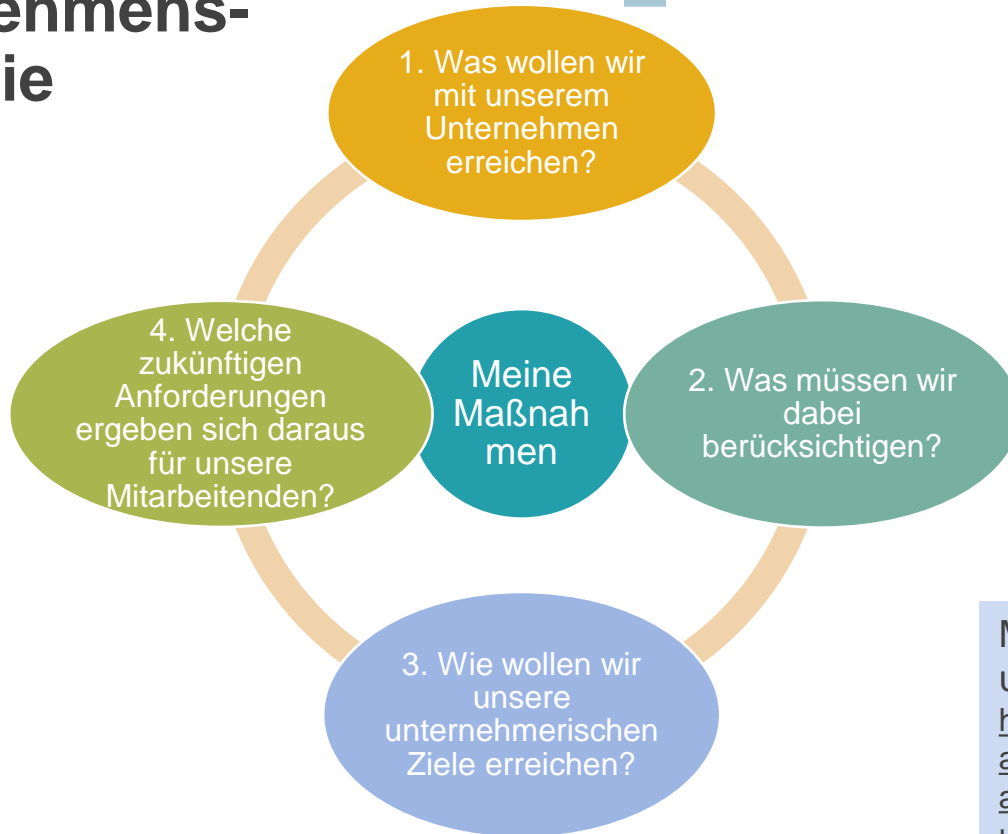 ehmens-
ie
1. Was wollen wir
mit unserem
Unternehmen
erreichen?
4. Welche
zukünftigen
Anforderungen
ergeben sich daraus
für unsere
Mitarbeitenden?
Meine
Maßnah
men
2. Was müssen wir
dabei
berücksichtigen?
3. Wie wollen wir
unsere
unternehmerischen
Ziele erreichen?
M
u
h
a
a